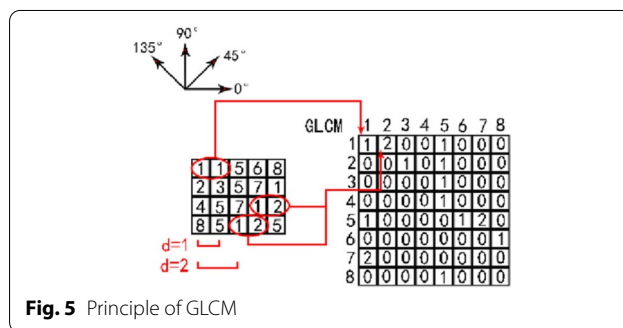 90°
135°
45°
0°
GLCM 1 2 3 4 5 6 7 8
1 1 2 0 0 1 0 0 0
2 0 0 1 0 1 0 0 0
3 0 0 0 0 1 0 0 0
4 0 0 0 0 1 0 0 0
5 1 0 0 0 0 1 2 0
6 0 0 0 0 0 0 0 1
7 2 0 0 0 0 0 0 0
8 0 0 0 0 1 0 0 0
1 1 5 6 8
2 3 5 7 1
4 5 7 1 2
8 5 1 2 5
d=1
d=2
Fig. 5 Principle of GLCM